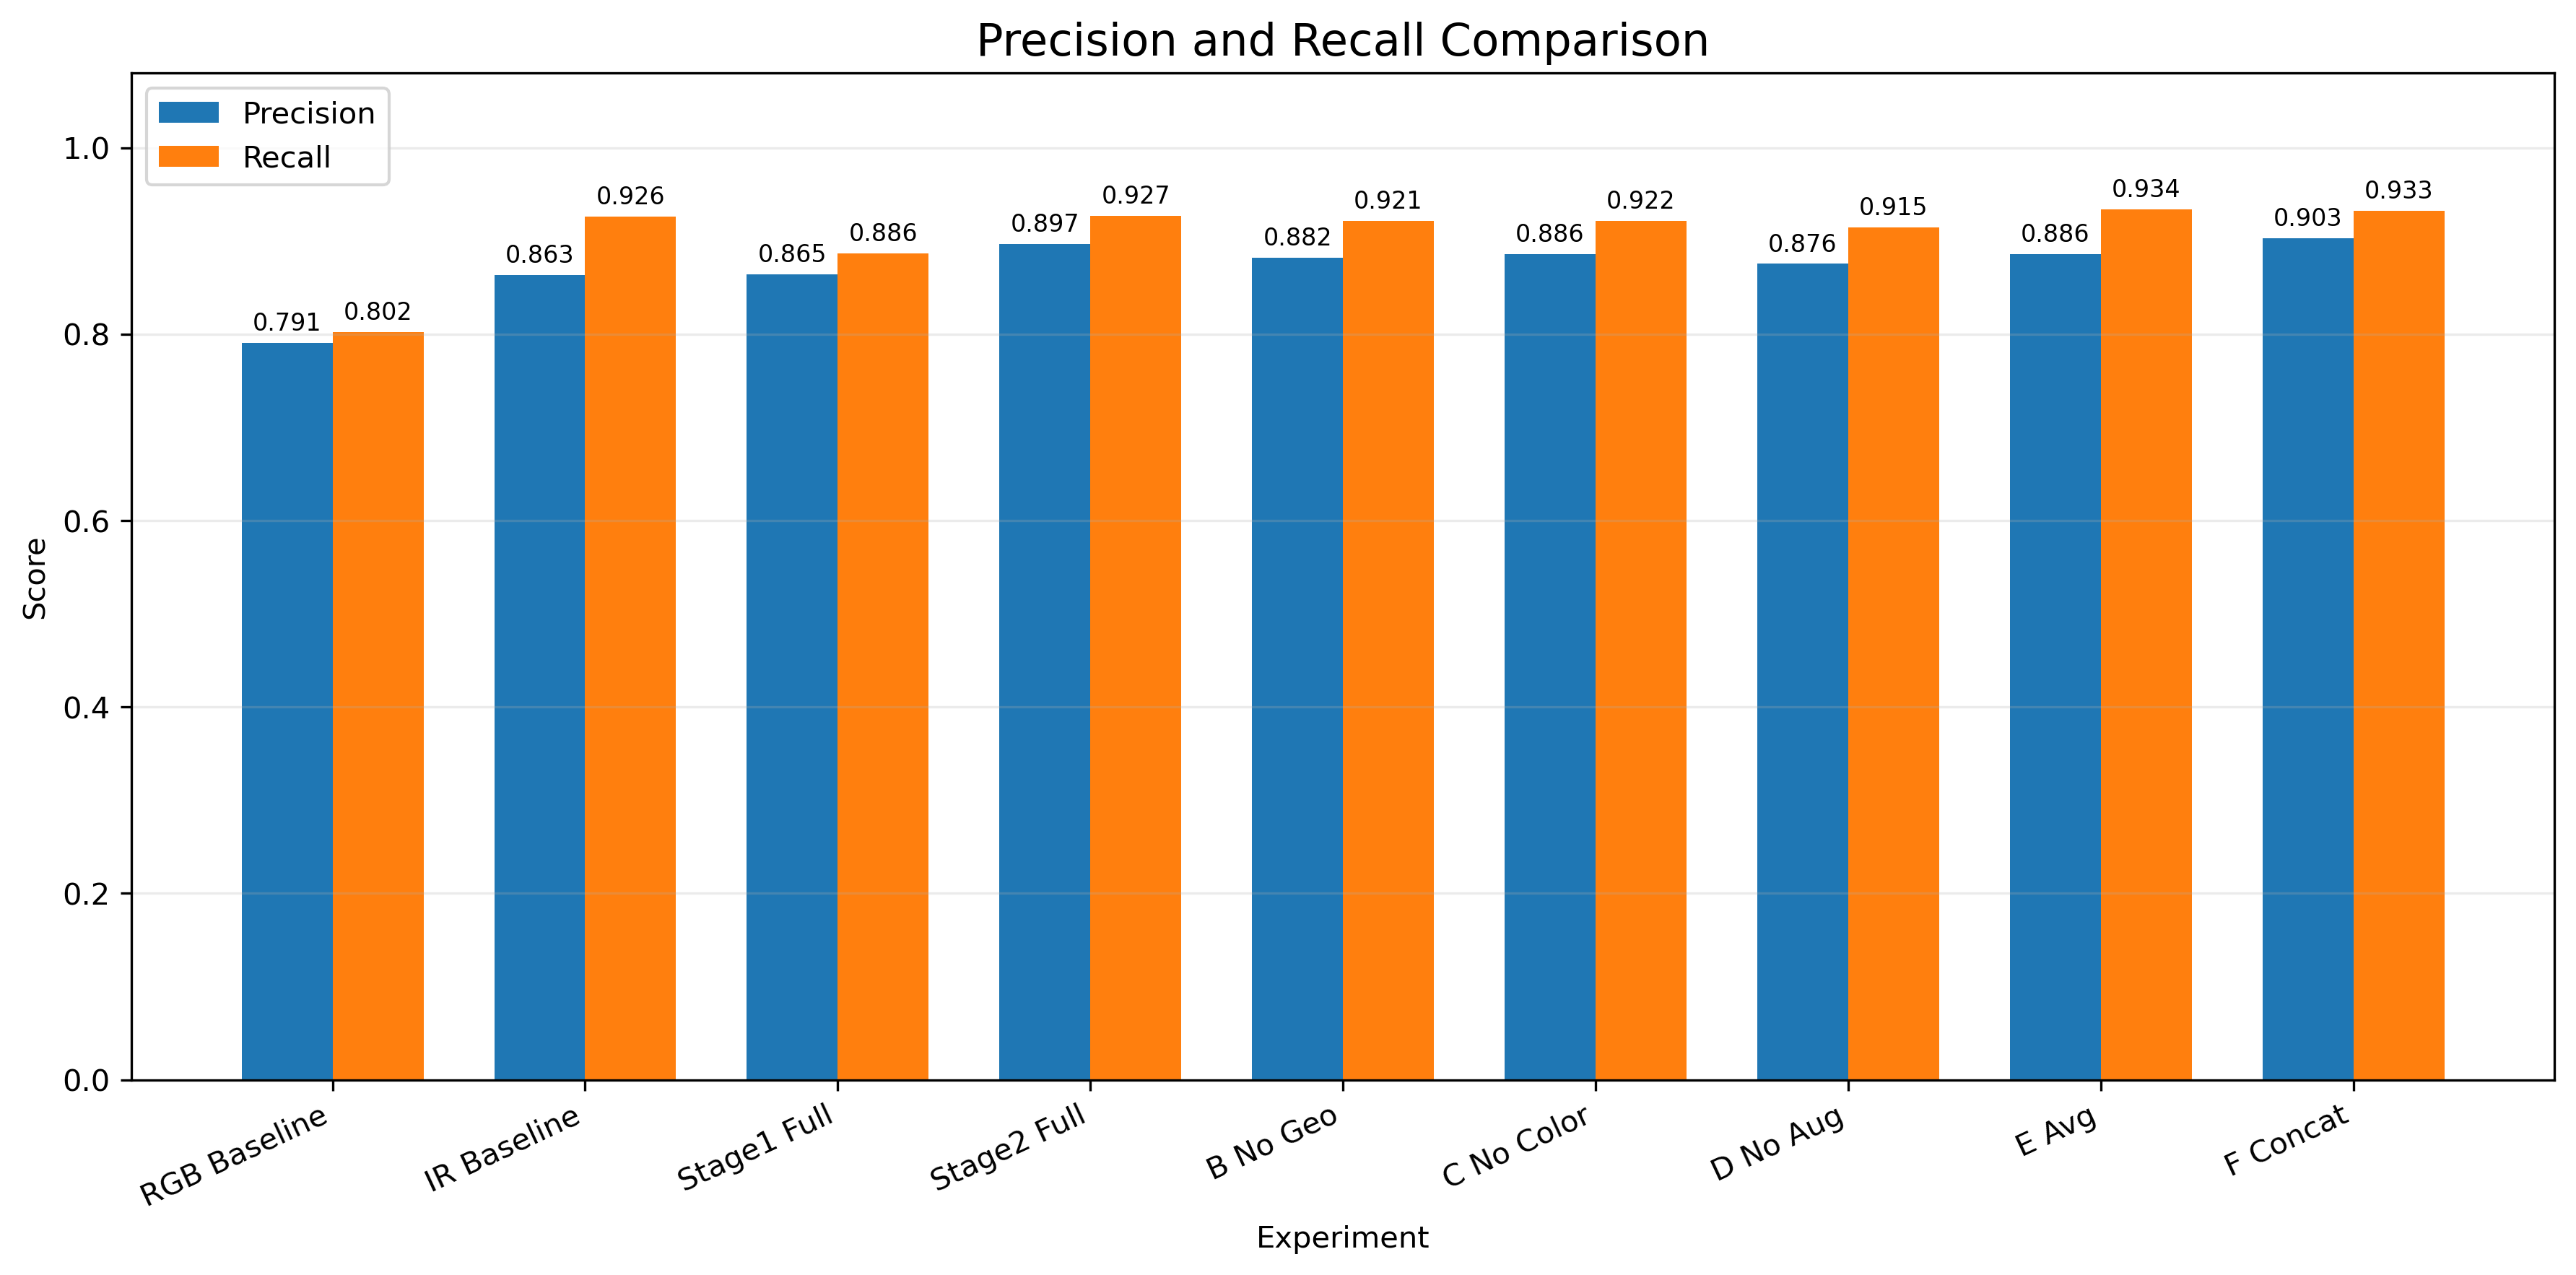 Precision and Recall Comparison
Precision
Recall
1.0
0.8
0.6
0.4
0.2
0.0
Score
0.791 0.802
0.863 0.926
0.865 0.886
0.897 0.927
0.882 0.921
0.886 0.922
0.876 0.915
0.886 0.934
0.903 0.933
RGB Baseline
IR Baseline
Stage1 Full
Stage2 Full
B No Geo
C No Color
D No Aug
E Avg
F Concat
Experiment